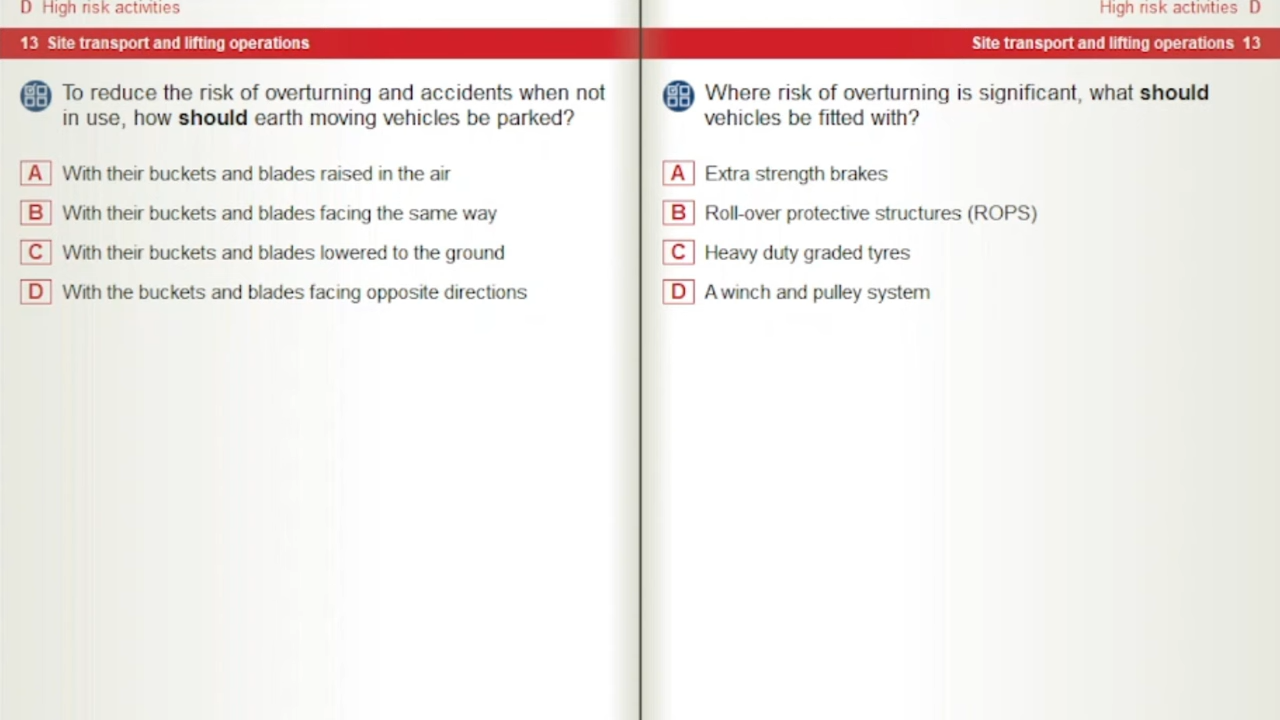 D High risk activities
13 Site transport and lifting operations
To reduce the risk of overturning and accidents when not
in use, how should earth moving vehicles be parked?
A With their buckets and blades raised in the air
B With their buckets and blades facing the same way
C With their buckets and blades lowered to the ground
D With the buckets and blades facing opposite directions
High risk activities D
Site transport and lifting operations 13
Where risk of overturning is significant, what should
vehicles be fitted with?
A Extra strength brakes
B Roll-over protective structures (ROPS)
C Heavy duty graded tyres
D A winch and pulley system